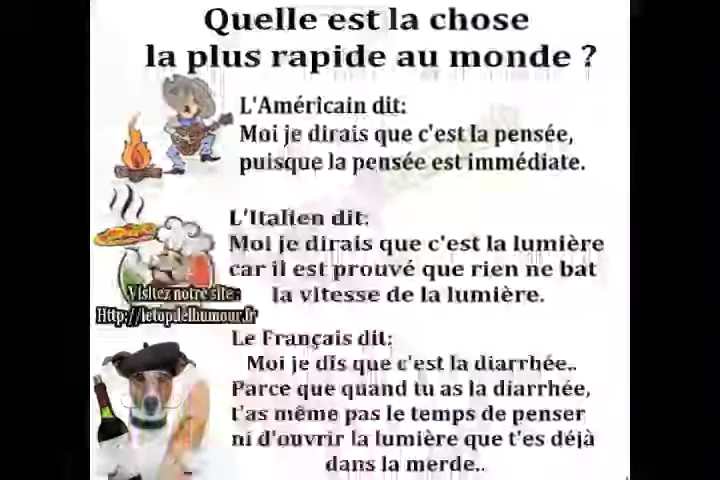 Quelle est la chose
la plus rapide au monde ?
L'Américain dit:
Moi je dirais que c'est la pensée,
puisque la pensée est immédiate.
L'Italien dit:
Moi je dirais que c'est la lumière
car il est prouvé que rien ne bat
la vitesse de la lumière.
Visitez notre site:
Http://letopdelhumour.fr
Le Français dit:
Moi je dis que c'est la diarrhée..
Parce que quand tu as la diarrhée,
t'as même pas le temps de penser
ni d'ouvrir la lumière que t'es déjà
dans la merde..